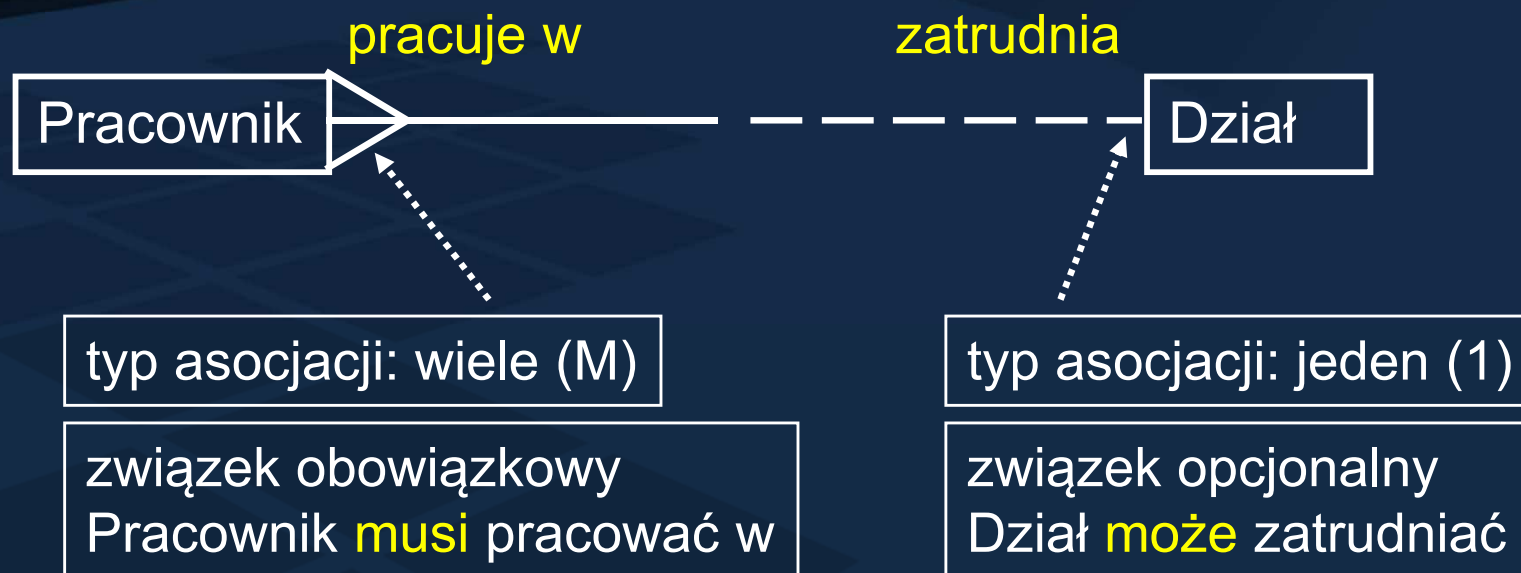 pracuje w
zatrudnia
Pracownik
Dział
typ asocjacji: wiele (M)
typ asocjacji: jeden (1)
związek obowiązkowy
Pracownik musi pracować w
związek opcjonalny
Dział może zatrudniać